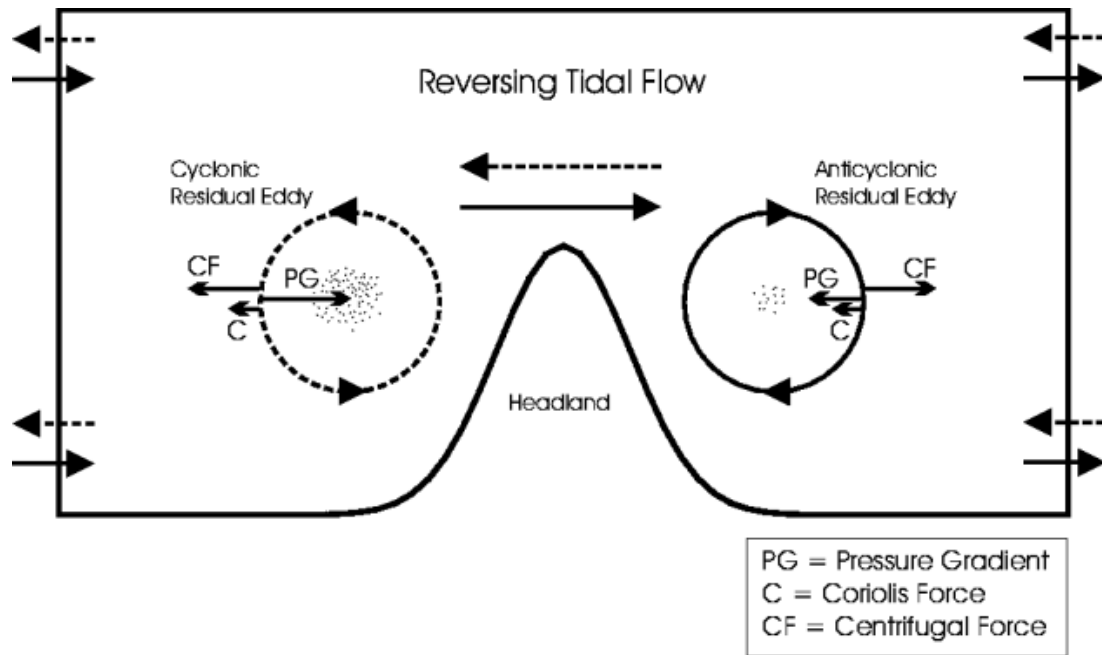 Reversing Tidal Flow
Cyclonic
Residual Eddy
Anticyclonic
Residual Eddy
CF
PG
C
PG
CF
C
Headland
PG = Pressure Gradient
C = Coriolis Force
CF = Centrifugal Force